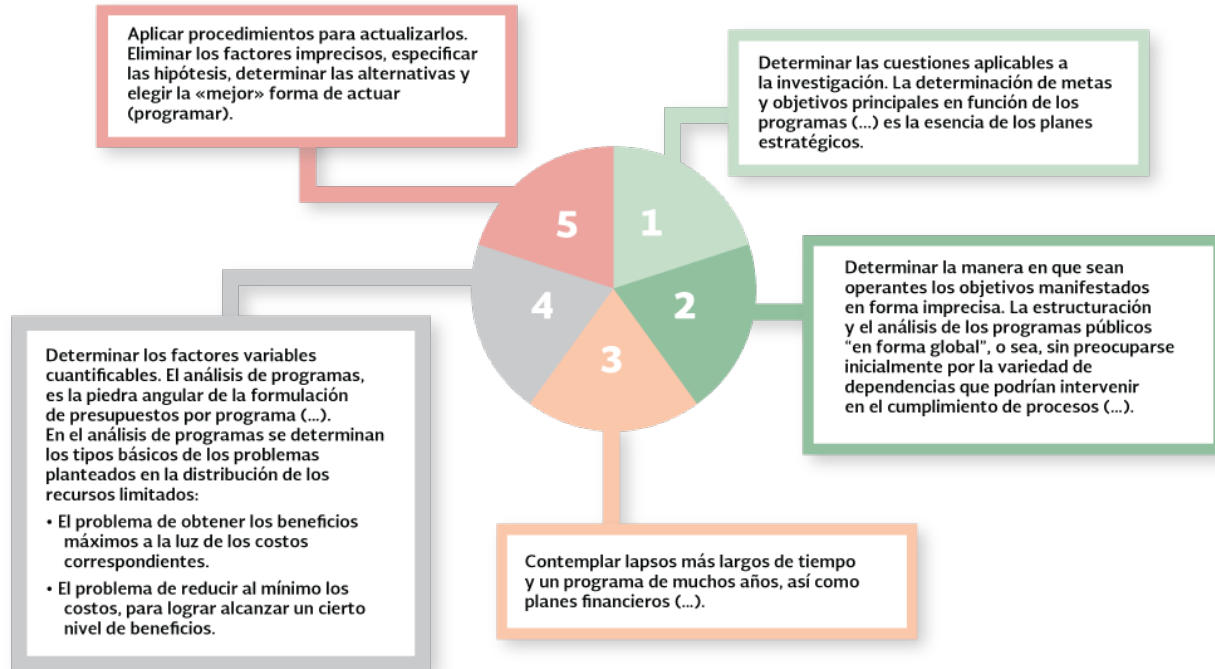 Aplicar procedimientos para actualizarlos.
Eliminar los factores imprecisos, especificar
las hipótesis, determinar las alternativas y
elegir la «mejor» forma de actuar
(programar).
5
1
Determinar las cuestiones aplicables a
la investigación. La determinación de metas
y objetivos principales en función de los
programas (...) es la esencia de los planes
estratégicos.
2
Determinar la manera en que sean
operantes los objetivos manifestados
en forma imprecisa. La estructuración
y el análisis de los programas públicos
“en forma global”, o sea, sin preocuparse
inicialmente por la variedad de
dependencias que podrían intervenir
en el cumplimiento de procesos (...).
3
Contemplar lapsos más largos de tiempo
y un programa de muchos años, así como
planes financieros (...).
4
Determinar los factores variables
cuantificables. El análisis de programas,
es la piedra angular de la formulación
de presupuestos por programa (...).
En el análisis de programas se determinan
los tipos básicos de los problemas
planteados en la distribución de los
recursos limitados:
• El problema de obtener los beneficios
máximos a la luz de los costos
correspondientes.
• El problema de reducir al mínimo los
costos, para lograr alcanzar un cierto
nivel de beneficios.